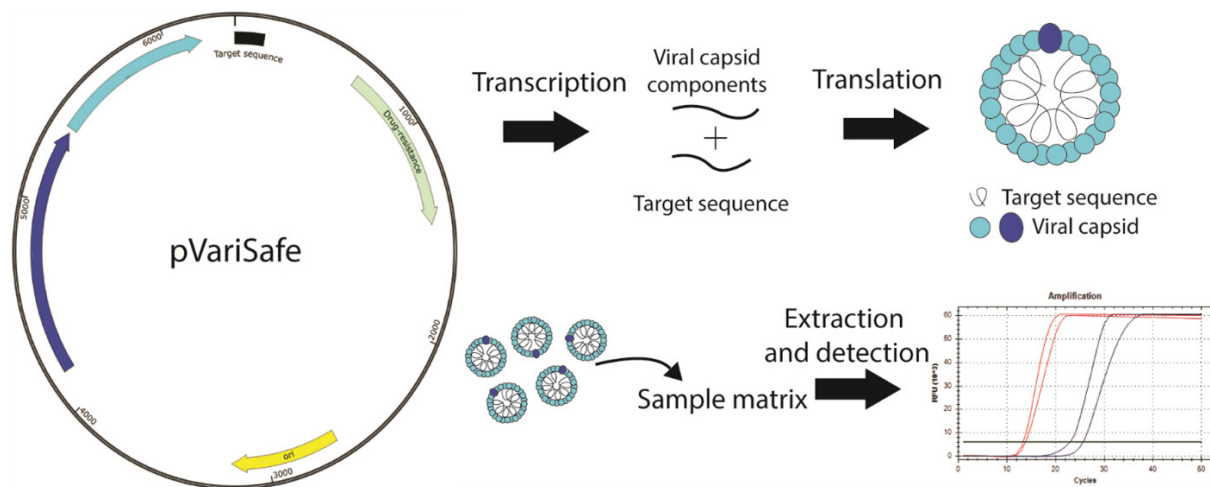 6000
Target sequence
Drug-resistance
1000
5000
pVariSafe
2000
4000
ori
3000
Transcription
Viral capsid
components
+
Target sequence
Translation
Target sequence
Viral capsid
Extraction
and detection
Sample matrix
Amplification
RFU (10^3)
60
50
40
30
20
10
0
0
10
20
30
40
50
Cycles